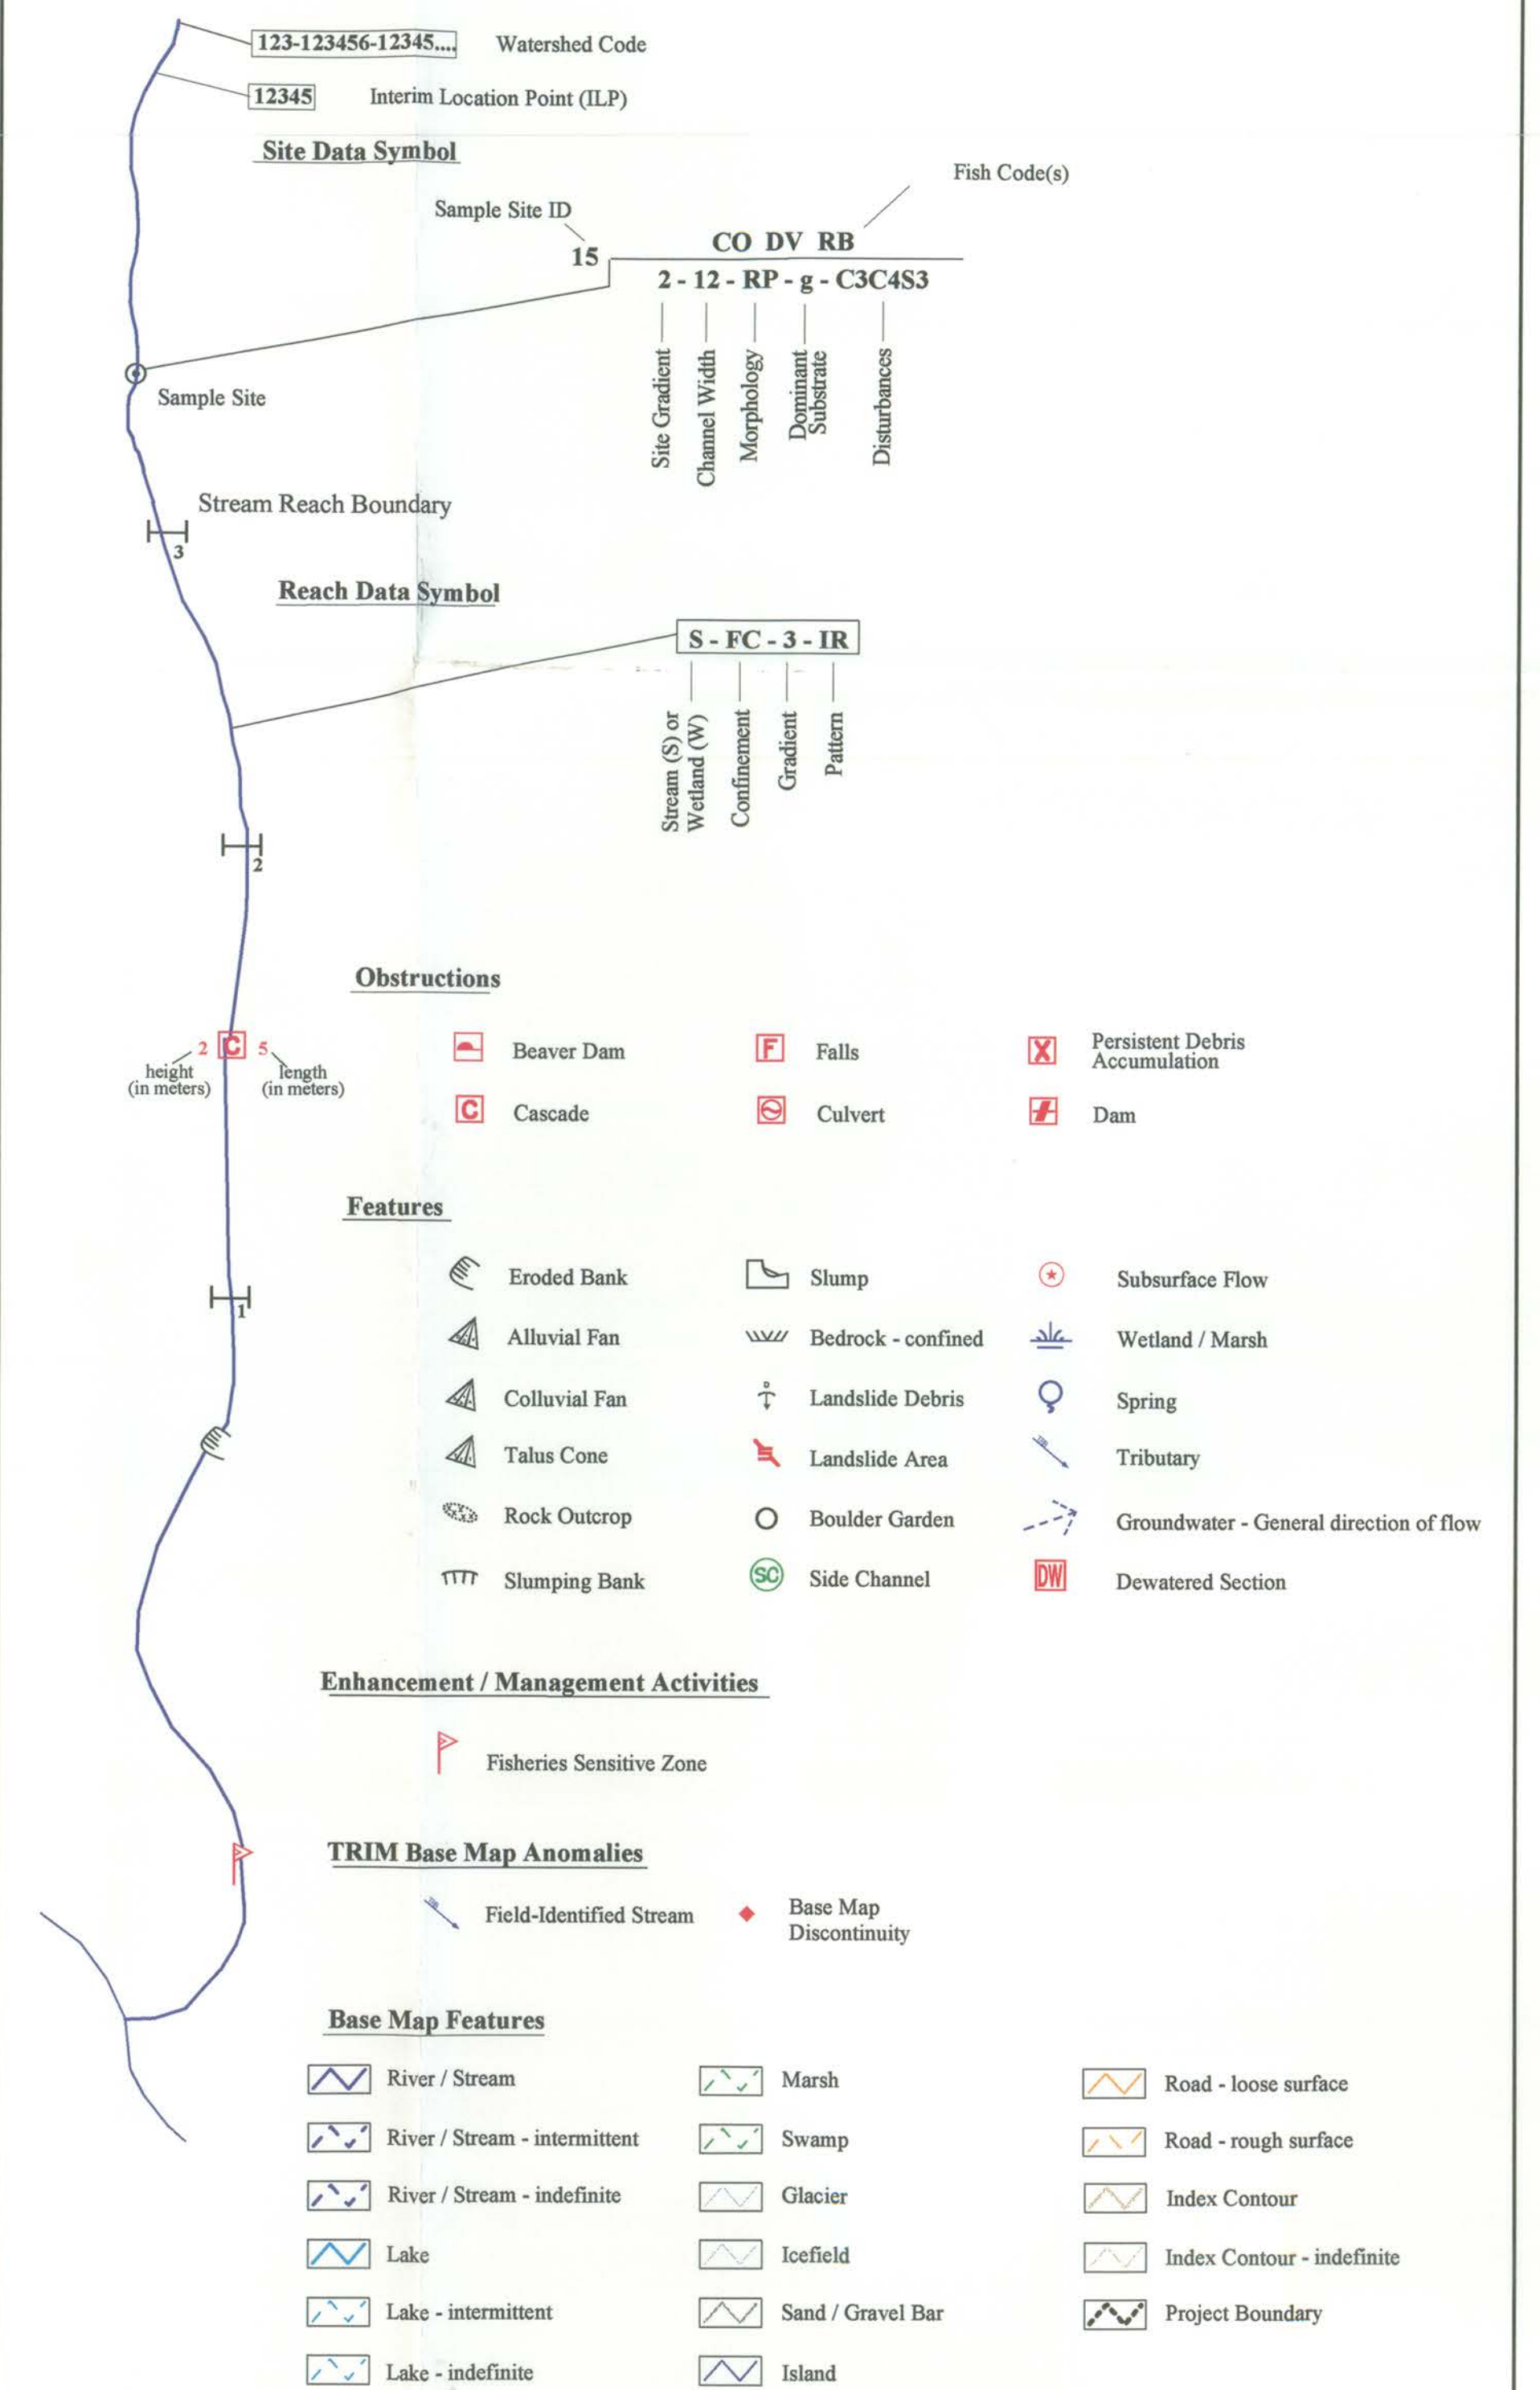 123-123456-12345.... Watershed Code
12345 Interim Location Point (ILP)
Site Data Symbol
Fish Code(s)
Sample Site ID
CO DV RB
15
2 - 12 - RP - g - C3C4S3
Site Gradient
Channel Width
Morphology
Dominant
Substrate
Disturbances
Sample Site
Stream Reach Boundary
3
Reach Data Symbol
S - FC - 3 - IR
Stream (S) or
Wetland (W)
Confinement
Gradient
Pattern
2
Obstructions
2 C 5
height
(in meters)
length
(in meters)
Beaver Dam
F Falls
X Persistent Debris
Accumulation
C Cascade
Culvert
Dam
Features
Eroded Bank
Slump
Subsurface Flow
1
Alluvial Fan
Bedrock - confined
Wetland / Marsh
Colluvial Fan
D
Landslide Debris
Spring
Talus Cone
Landslide Area
Tributary
Rock Outcrop
Boulder Garden
Groundwater - General direction of flow
Slumping Bank
SC Side Channel
DW Dewatered Section
Enhancement / Management Activities
Fisheries Sensitive Zone
TRIM Base Map Anomalies
Field-Identified Stream
Base Map
Discontinuity
Base Map Features
River / Stream
Marsh
Road - loose surface
River / Stream - intermittent
Swamp
Road - rough surface
River / Stream - indefinite
Glacier
Index Contour
Lake
Icefield
Index Contour - indefinite
Lake - intermittent
Sand / Gravel Bar
Project Boundary
Lake - indefinite
Island